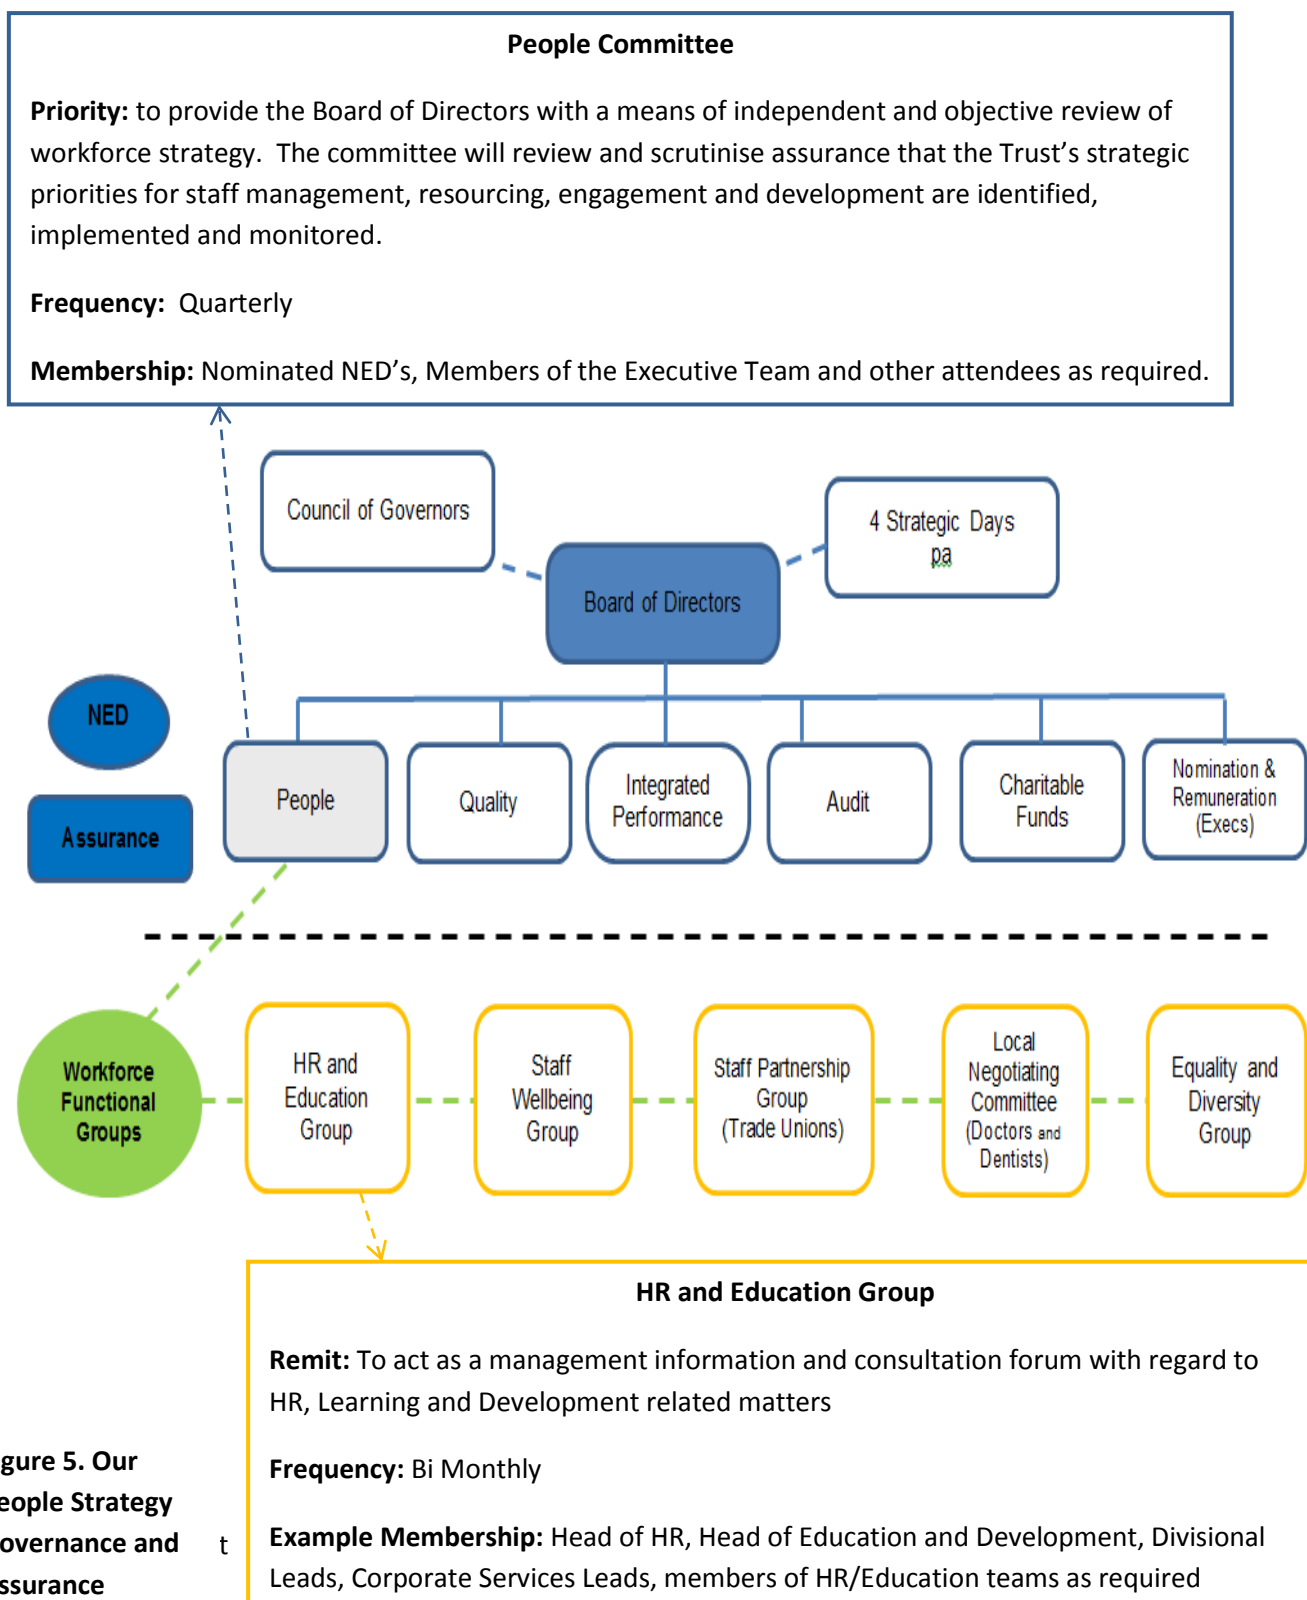 People Committee
Priority: to provide the Board of Directors with a means of independent and objective review of
workforce strategy.  The committee will review and scrutinise assurance that the Trust's strategic
priorities for staff management, resourcing, engagement and development are identified,
implemented and monitored.
Frequency:  Quarterly
Membership: Nominated NED's, Members of the Executive Team and other attendees as required.
Council of Governors
4 Strategic Days
pa
Board of Directors
NED
Assurance
People
Quality
Integrated
Performance
Audit
Charitable
Funds
Nomination &
Remuneration
(Execs)
Workforce
Functional
Groups
HR and
Education
Group
Staff
Wellbeing
Group
Staff Partnership
Group
(Trade Unions)
Local
Negotiating
Committee
(Doctors and
Dentists)
Equality and
Diversity
Group
HR and Education Group
Remit: To act as a management information and consultation forum with regard to
HR, Learning and Development related matters
Frequency: Bi Monthly
Example Membership: Head of HR, Head of Education and Development, Divisional
Leads, Corporate Services Leads, members of HR/Education teams as required
gure 5. Our
eople Strategy
overnance and
ssurance
t